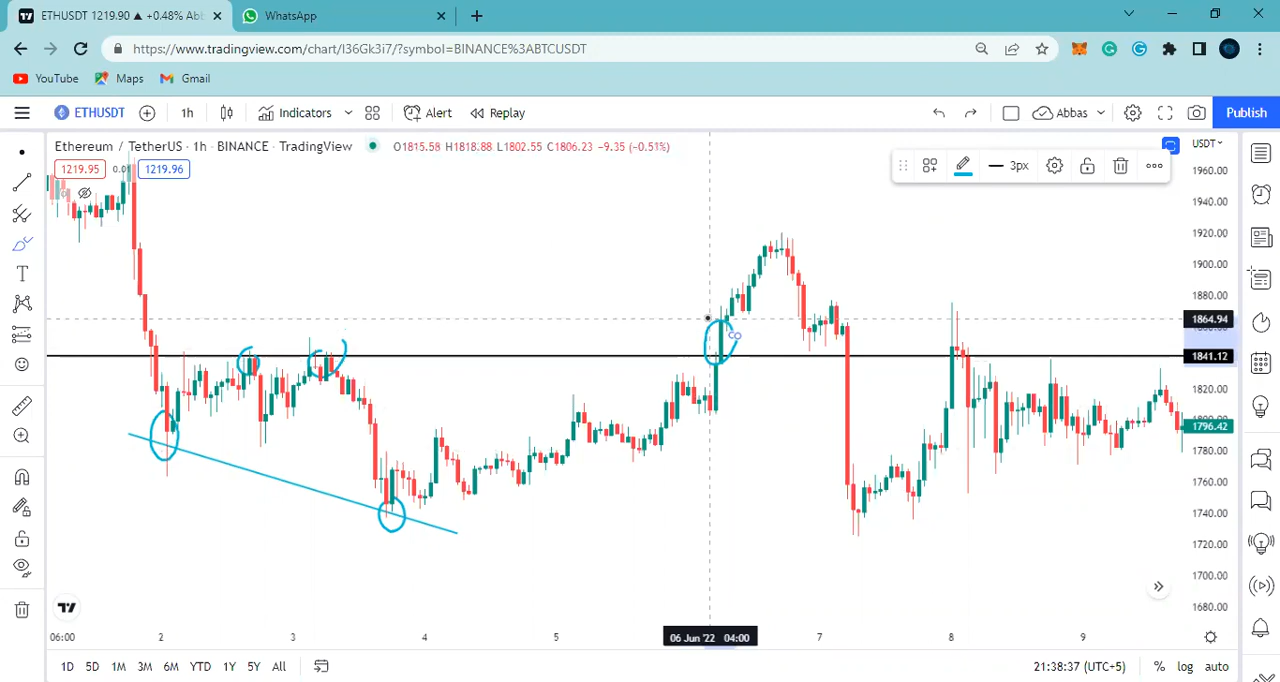 ETHUSDT 1219.90 ▲ +0.48% Ab
WhatsApp
https://www.tradingview.com/chart/I36Gk3i7/?symbol=BINANCE%3ABTCUSDT
YouTube Maps Gmail
ETHUSDT 1h Indicators Alert Replay Abbas Publish
Ethereum / TetherUS · 1h · BINANCE · TradingView O1815.58 H1818.88 L1802.55 C1806.23 −9.35 (−0.51%)
USDT
1219.95 0.0 1219.96
3px
1960.00
1940.00
1920.00
1900.00
1880.00
1864.94
1841.12
1820.00
1796.42
1780.00
1760.00
1740.00
1720.00
1700.00
1680.00
06:00 2 3 4 5 06 Jun '22 04:00 7 8 9
1D 5D 1M 3M 6M YTD 1Y 5Y All 21:38:37 (UTC+5) % log auto